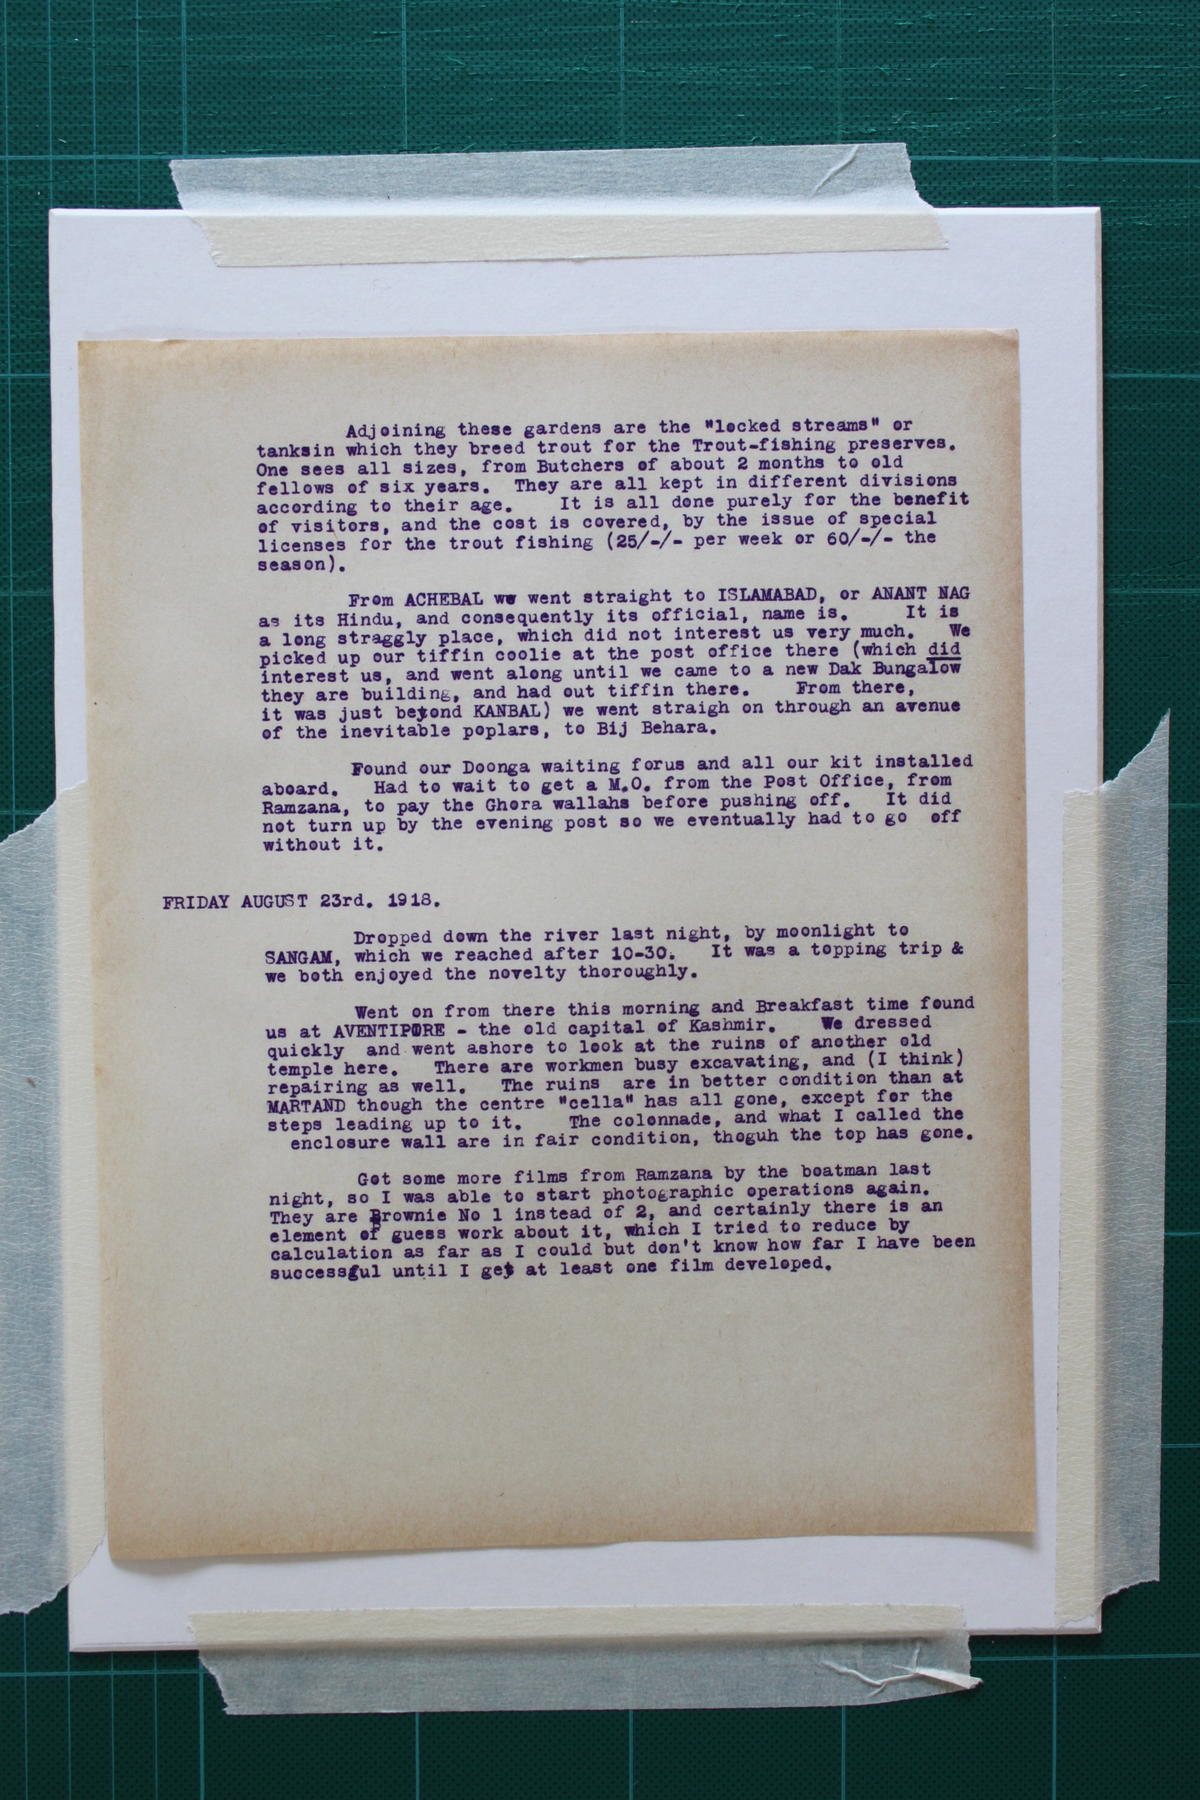 Adjoining these gardens are the "locked streams" or
tanksin which they breed trout for the Trout-fishing preserves.
One sees all sizes, from Butchers of about 2 months to old
fellows of six years. They are all kept in different divisions
according to their age. It is all done purely for the benefit
of visitors, and the cost is covered, by the issue of special
licenses for the trout fishing (25/-/- per week or 60/-/- the
season).
From ACHEBAL we went straight to ISLAMABAD, or ANANT NAG
as its Hindu, and consequently its official, name is. It is
a long straggly place, which did not interest us very much. We
picked up our tiffin coolie at the post office there (which did
interest us, and went along until we came to a new Dak Bungalow
they are building, and had out tiffin there. From there,
it was just beyond KANBAL) we went straigh on through an avenue
of the inevitable poplars, to Bij Behara.
Found our Doonga waiting forus and all our kit installed
aboard. Had to wait to get a M.O. from the Post Office, from
Ramzana, to pay the Ghora wallahs before pushing off. It did
not turn up by the evening post so we eventually had to go off
without it.
FRIDAY AUGUST 23rd. 1918.
Dropped down the river last night, by moonlight to
SANGAM, which we reached after 10-30. It was a topping trip &
we both enjoyed the novelty thoroughly.
Went on from there this morning and Breakfast time found
us at AVENTIPORE - the old capital of Kashmir. We dressed
quickly and went ashore to look at the ruins of another old
temple here. There are workmen busy excavating, and (I think)
repairing as well. The ruins are in better condition than at
MARTAND though the centre "cella" has all gone, except for the
steps leading up to it. The colonnade, and what I called the
enclosure wall are in fair condition, thoguh the top has gone.
Got some more films from Ramzana by the boatman last
night, so I was able to start photographic operations again.
They are Brownie No 1 instead of 2, and certainly there is an
element of guess work about it, which I tried to reduce by
calculation as far as I could but don't know how far I have been
successful until I get at least one film developed.